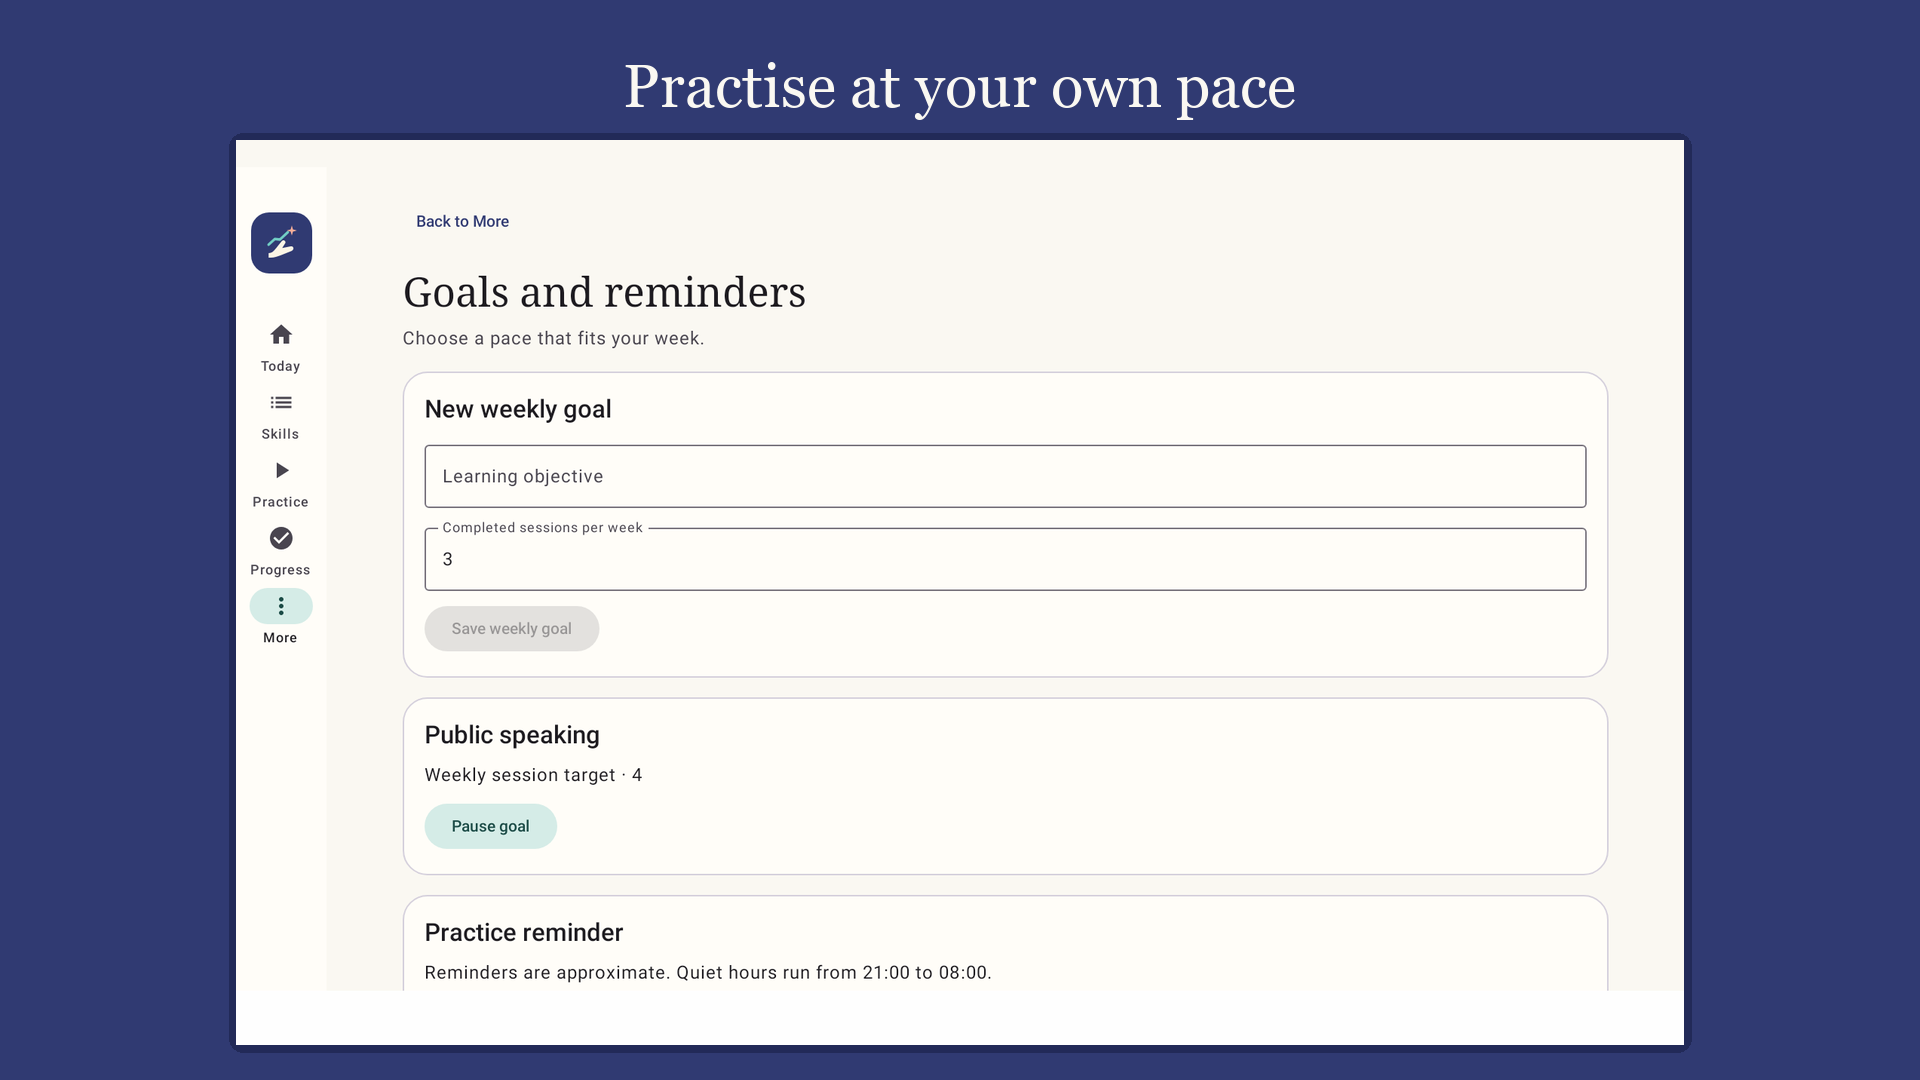 Practise at your own pace
Back to More
Goals and reminders
Choose a pace that fits your week.
Today
Skills
Practice
Progress
More
New weekly goal
Learning objective
Completed sessions per week
3
Save weekly goal
Public speaking
Weekly session target · 4
Pause goal
Practice reminder
Reminders are approximate. Quiet hours run from 21:00 to 08:00.